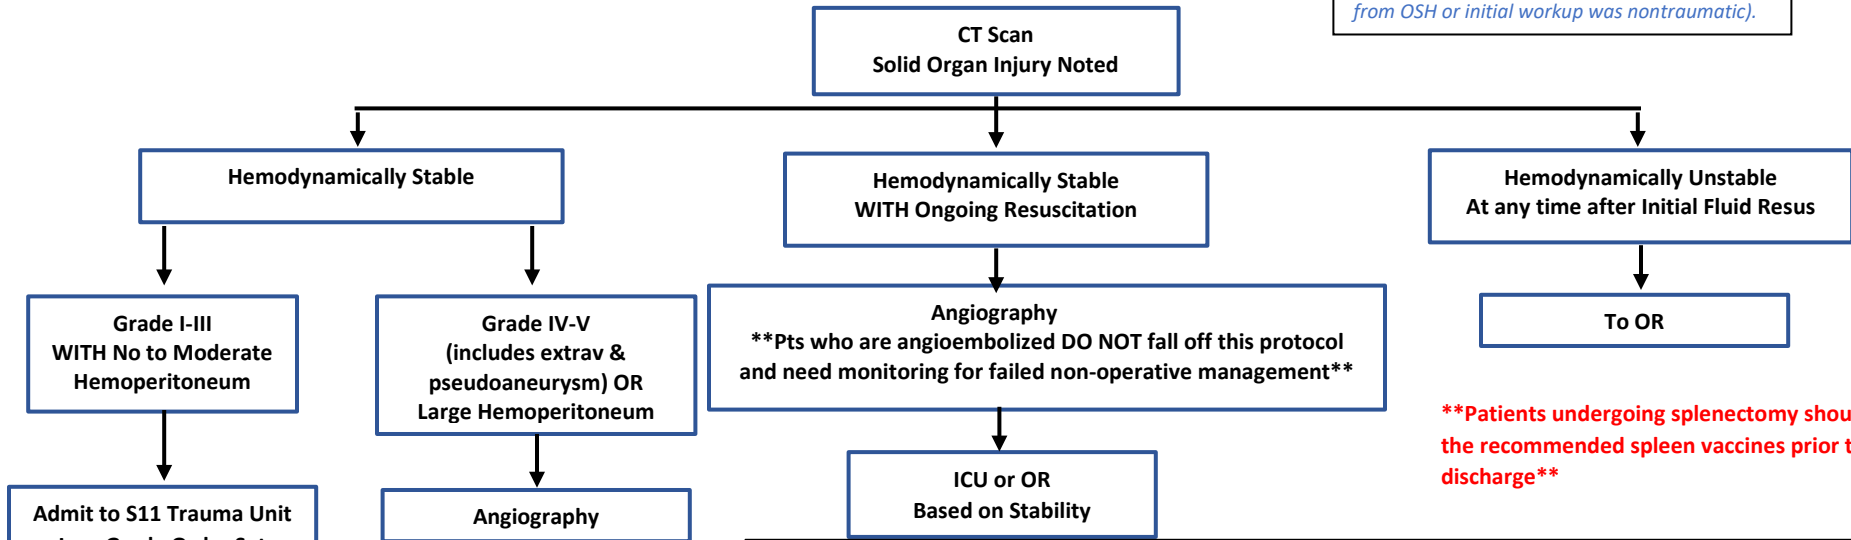 from OSH or initial workup was nontraumatic).
CT Scan
Solid Organ Injury Noted
Hemodynamically Stable
Hemodynamically Stable
WITH Ongoing Resuscitation
Hemodynamically Unstable
At any time after Initial Fluid Resus
Grade I-III
WITH No to Moderate
Hemoperitoneum
Grade IV-V
(includes extrav &
pseudoaneurysm) OR
Large Hemoperitoneum
Angiography
**Pts who are angioembolized DO NOT fall off this protocol
and need monitoring for failed non-operative management**
To OR
**Patients undergoing splenectomy shou
the recommended spleen vaccines prior t
discharge**
Admit to S11 Trauma Unit
Angiography
ICU or OR
Based on Stability